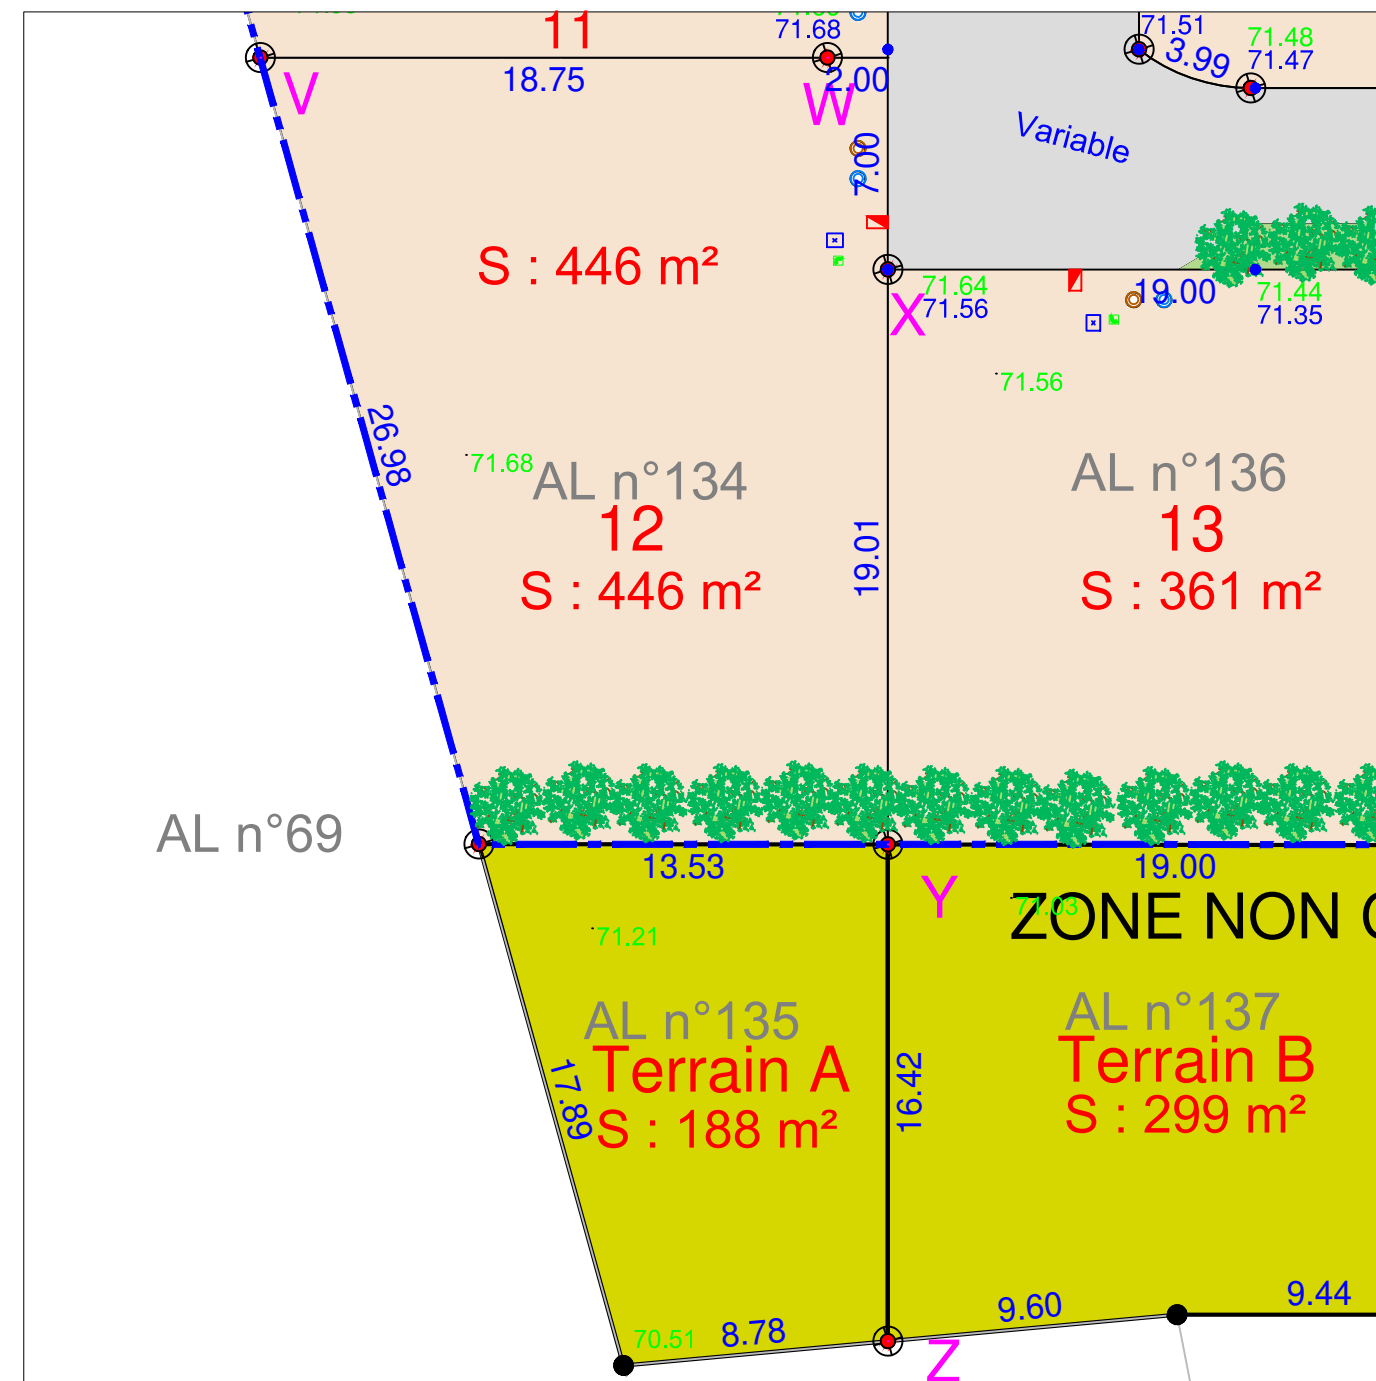 11
71.68
71.51
71.48
71.47
3.99
18.75
2.00
V
W
Variable
7.00
S : 446 m²
71.64
71.56
X
19.00
71.44
71.35
71.56
26.98
71.68
AL n°134
12
S : 446 m²
19.01
AL n°136
13
S : 361 m²
AL n°69
13.53
19.00
Y
71.03
ZONE NON
71.21
AL n°135
Terrain A
S : 188 m²
17.89
16.42
AL n°137
Terrain B
S : 299 m²
70.51
8.78
9.60
9.44
Z